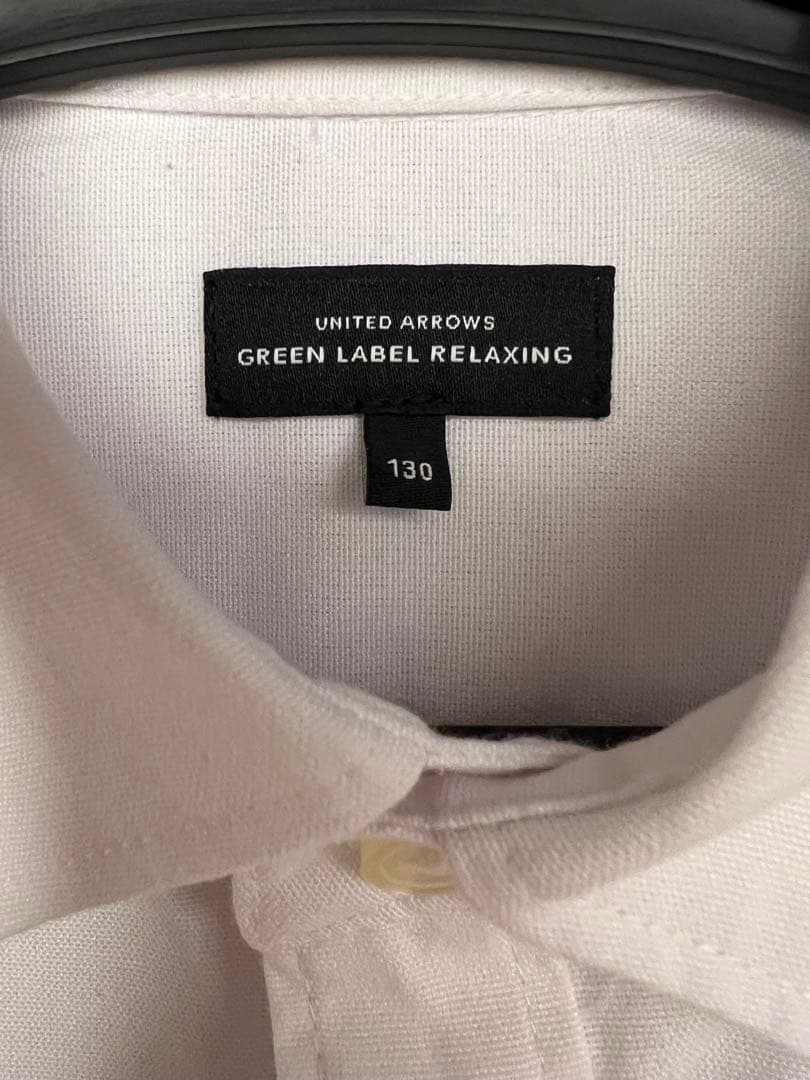 UNITED ARROWS
GREEN LABEL RELAXING
130